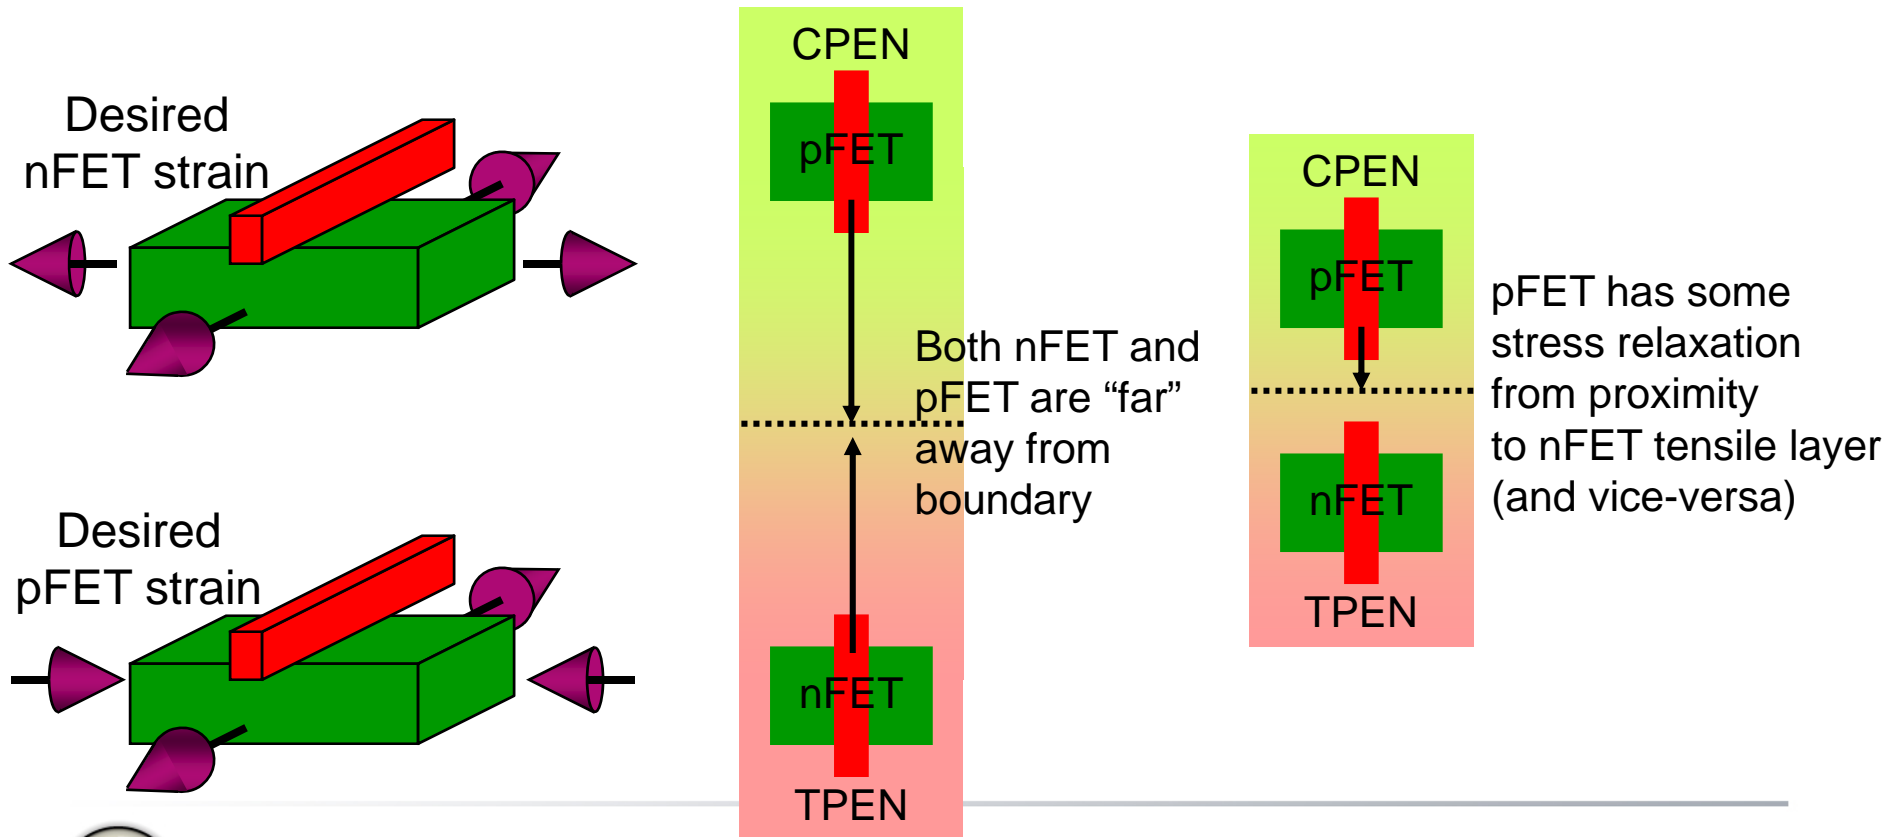 Desired
nFET strain
Desired
pFET strain
CPEN
pFET
Both nFET and
pFET are “far”
away from
boundary
nFET
TPEN
CPEN
pFET
nFET
TPEN
pFET has some
stress relaxation
from proximity
to nFET tensile layer
(and vice-versa)